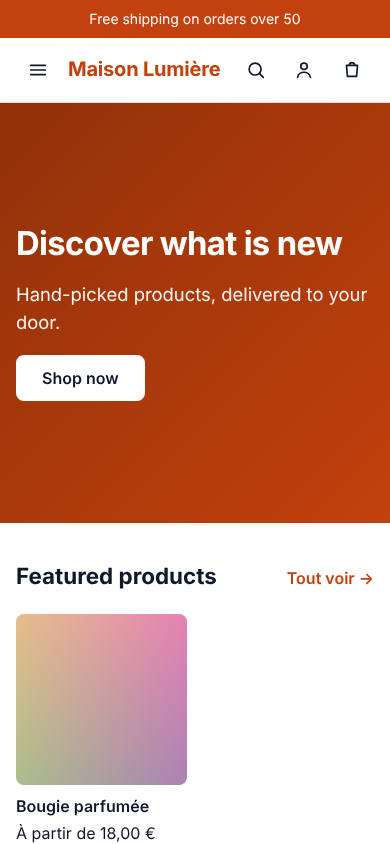 Free shipping on orders over 50
Maison Lumière
Discover what is new
Hand-picked products, delivered to your
door.
Shop now
Featured products
Tout voir →
Bougie parfumée
À partir de 18,00 €